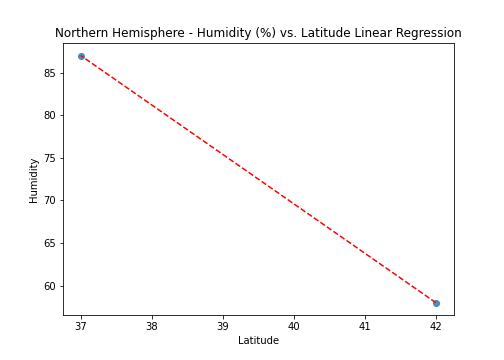 Northern Hemisphere - Humidity (%) vs. Latitude Linear Regression
85
80
75
70
65
60
Humidity
37 38 39 40 41 42
Latitude